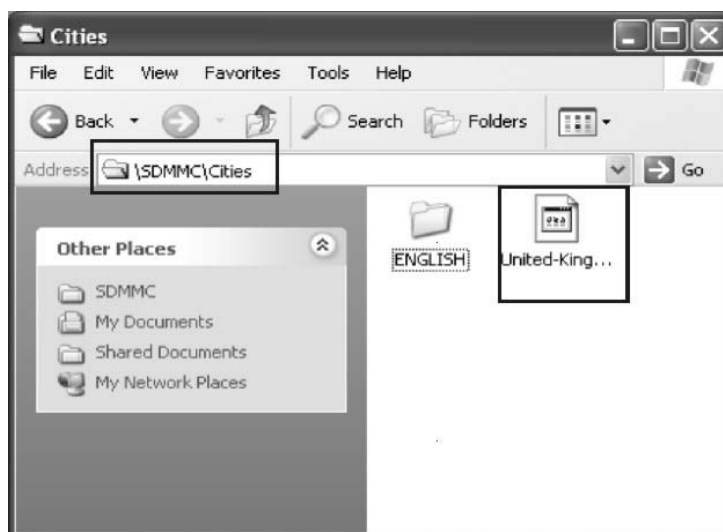 Cities
File Edit View Favorites Tools Help
Back Search Folders
Address \SDMMC\Cities Go
Other Places
SDMMC
My Documents
Shared Documents
My Network Places
ENGLISH
United-King...